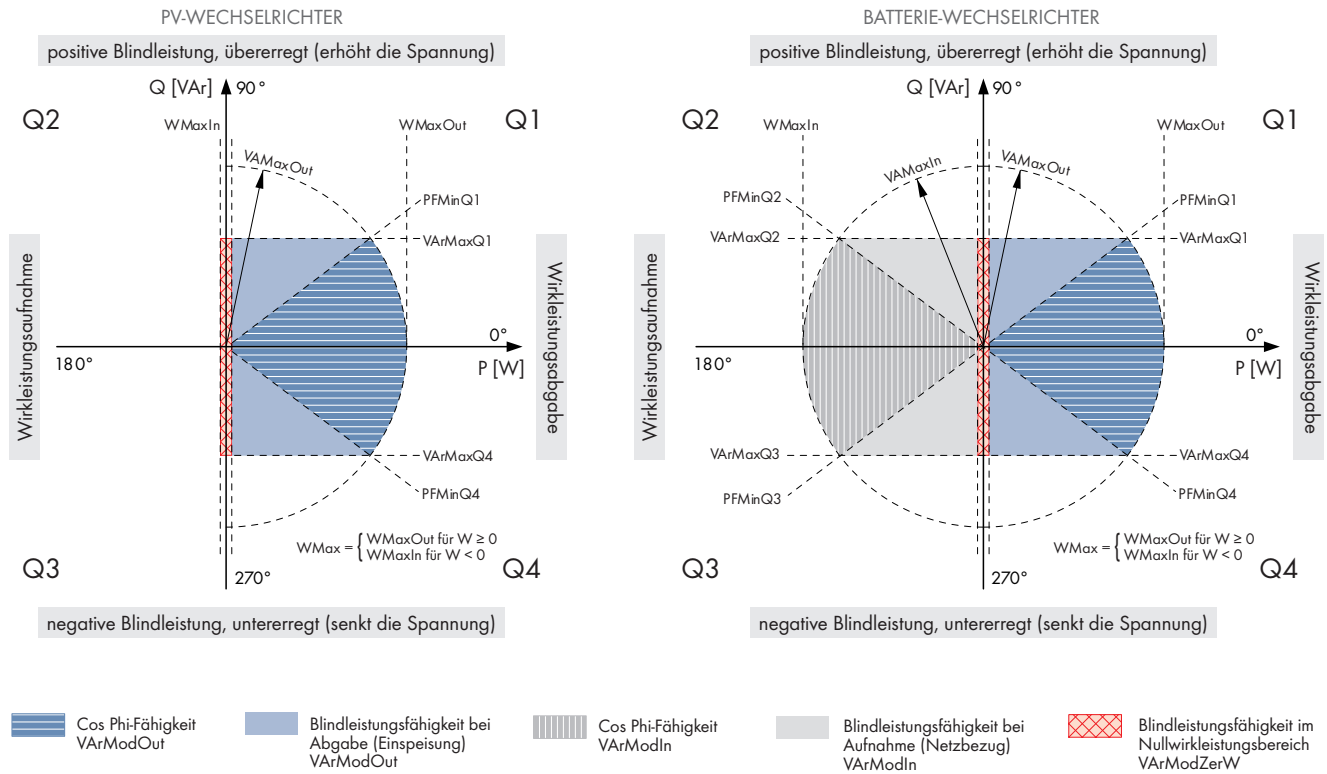 PV-WECHSELRICHTER
positive Blindleistung, übererregt (erhöht die Spannung)
Q [VAr]
90°
Q2
Q1
WMaxIn
WMaxOut
VAMaxOut
PFMinQ1
VArMaxQ1
Wirkleistungsaufnahme
Wirkleistungsabgabe
0°
180°
P [W]
VArMaxQ4
PFMinQ4
WMax = { WMaxOut für W ≥ 0
WMaxIn für W < 0
Q3
Q4
270°
negative Blindleistung, untererregt (senkt die Spannung)
BATTERIE-WECHSELRICHTER
positive Blindleistung, übererregt (erhöht die Spannung)
Q [VAr]
90°
Q2
Q1
WMaxIn
WMaxOut
VAMaxIn
VAMaxOut
PFMinQ2
PFMinQ1
VArMaxQ2
VArMaxQ1
Wirkleistungsaufnahme
Wirkleistungsabgabe
0°
180°
P [W]
VArMaxQ3
VArMaxQ4
PFMinQ3
PFMinQ4
WMax = { WMaxOut für W ≥ 0
WMaxIn für W < 0
Q3
Q4
270°
negative Blindleistung, untererregt (senkt die Spannung)
Cos Phi-Fähigkeit
VArModOut
Blindleistungsfähigkeit bei
Abgabe (Einspeisung)
VArModOut
Cos Phi-Fähigkeit
VArModIn
Blindleistungsfähigkeit bei
Aufnahme (Netzbezug)
VArModIn
Blindleistungsfähigkeit im
Nullwirkleistungsbereich
VArModZerW